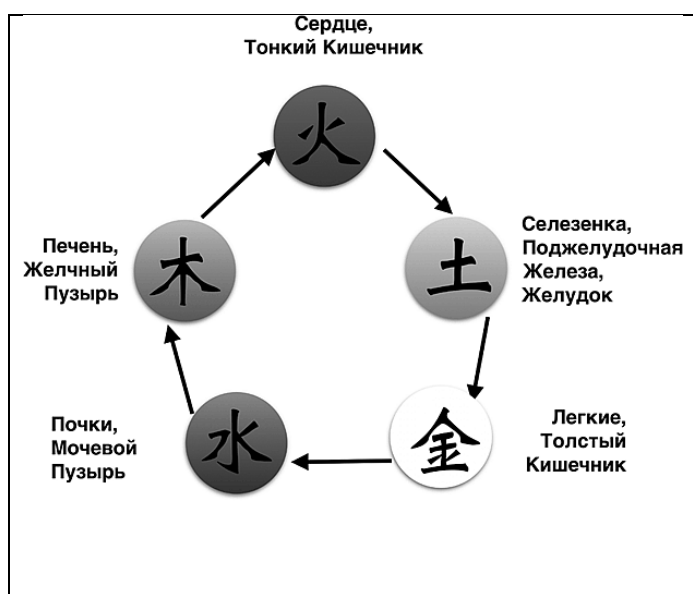 Сердце,
Тонкий Кишечник
火
Печень,
Желчный
Пузырь
木
土
Селезенка,
Поджелудочная
Железа,
Желудок
Почки,
Мочевой
Пузырь
水
金
Легкие,
Толстый
Кишечник